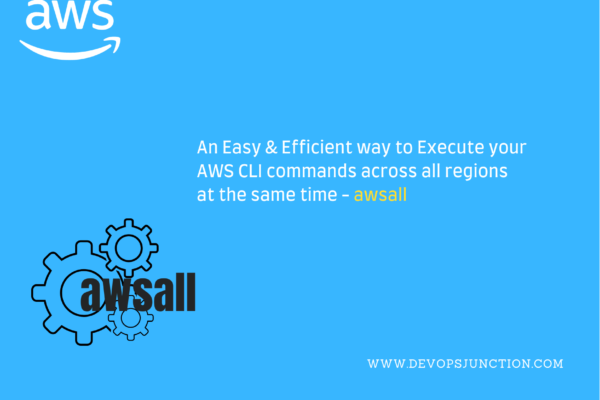 aws
An Easy & Efficient way to Execute your
AWS CLI commands across all regions
at the same time - awsall
awsall
WWW.DEVOPSJUNCTION.COM